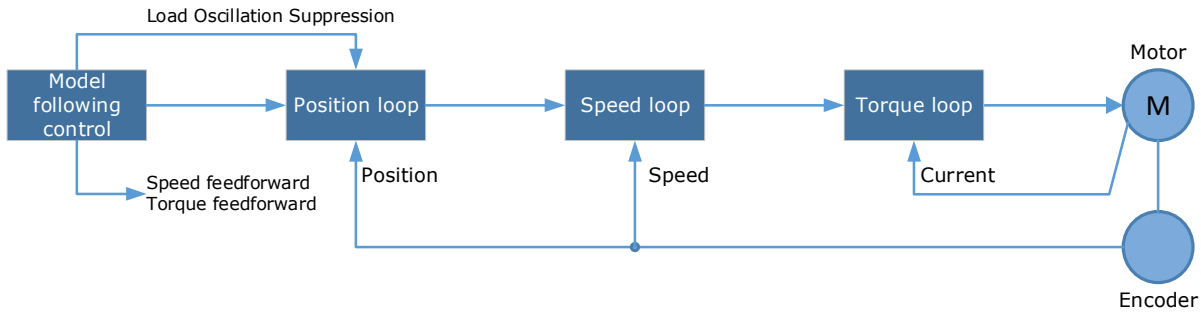 Load Oscillation Suppression
Motor
Model
following
control
Position loop
Speed loop
Torque loop
M
Position
Speed
Current
Speed feedforward
Torque feedforward
Encoder